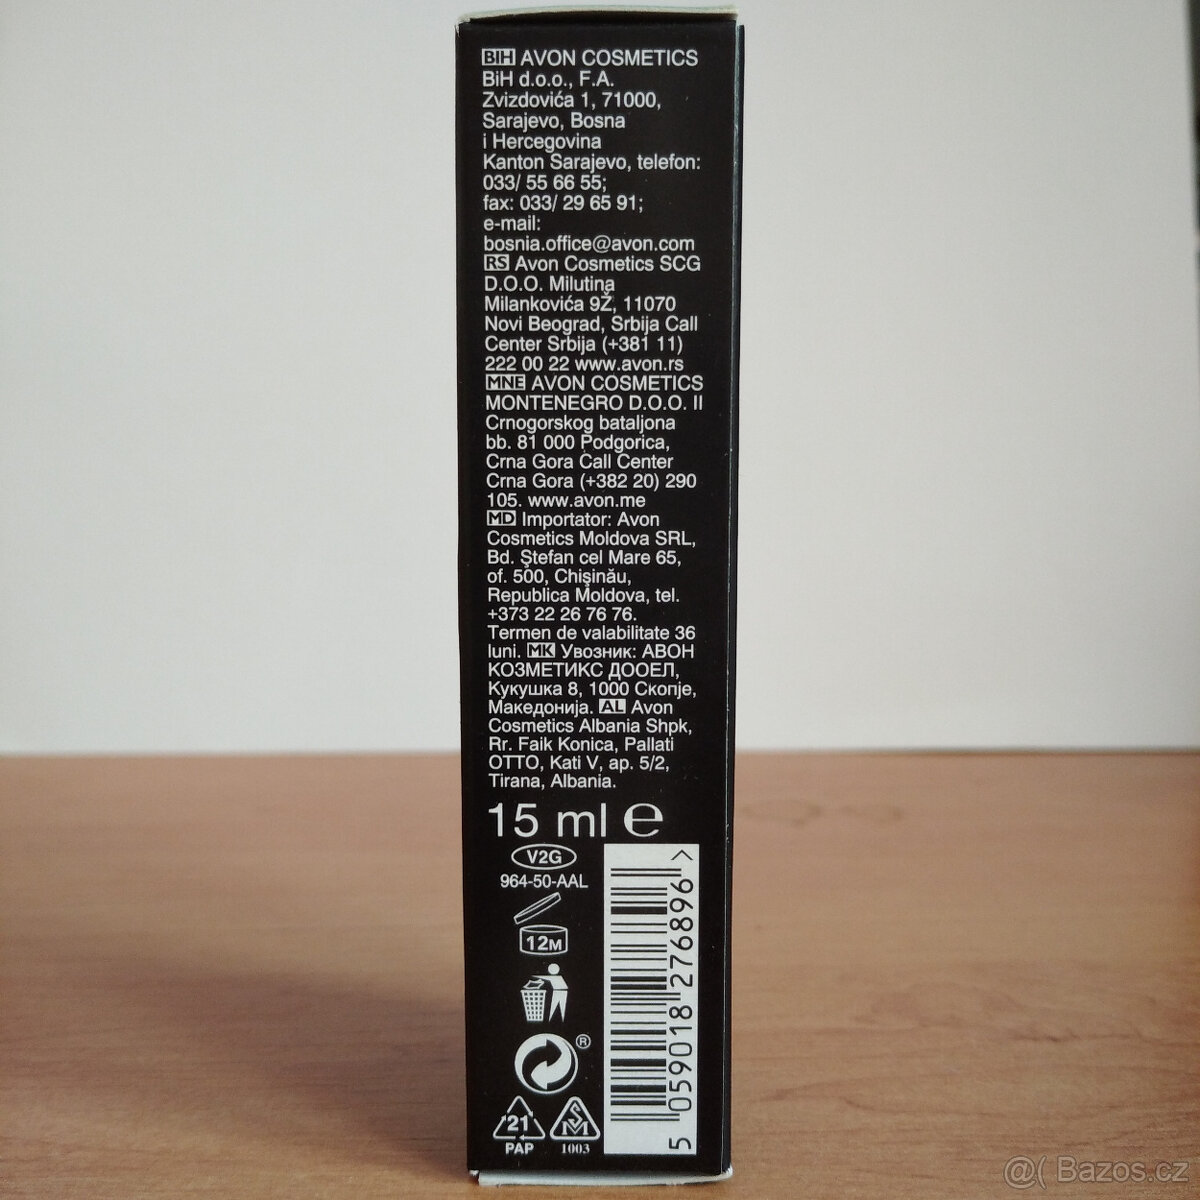 BIH AVON COSMETICS
BiH d.o.o., F.A.
Zvizdovića 1, 71000,
Sarajevo, Bosna
i Hercegovina
Kanton Sarajevo, telefon:
033/ 55 66 55;
fax: 033/ 29 65 91;
e-mail:
bosnia.office@avon.com
RS Avon Cosmetics SCG
D.O.O. Milutina
Milankovića 9Ž, 11070
Novi Beograd, Srbija Call
Center Srbija (+381 11)
222 00 22 www.avon.rs
MNE AVON COSMETICS
MONTENEGRO D.O.O. II
Crnogorskog bataljona
bb. 81 000 Podgorica,
Crna Gora Call Center
Crna Gora (+382 20) 290
105. www.avon.me
MD Importator: Avon
Cosmetics Moldova SRL,
Bd. Ştefan cel Mare 65,
of. 500, Chişinău,
Republica Moldova, tel.
+373 22 26 76 76.
Termen de valabilitate 36
luni. MK Увозник: АВОН
КОЗМЕТИКС ДООЕЛ,
Кукушка 8, 1000 Скопје,
Македонија. AL Avon
Cosmetics Albania Shpk,
Rr. Faik Konica, Pallati
OTTO, Kati V, ap. 5/2,
Tirana, Albania.
15 ml e
V2G
964-50-AAL
12M
®
21
PAP
SM
1003
5 059018 276896 >
@( Bazos.cz